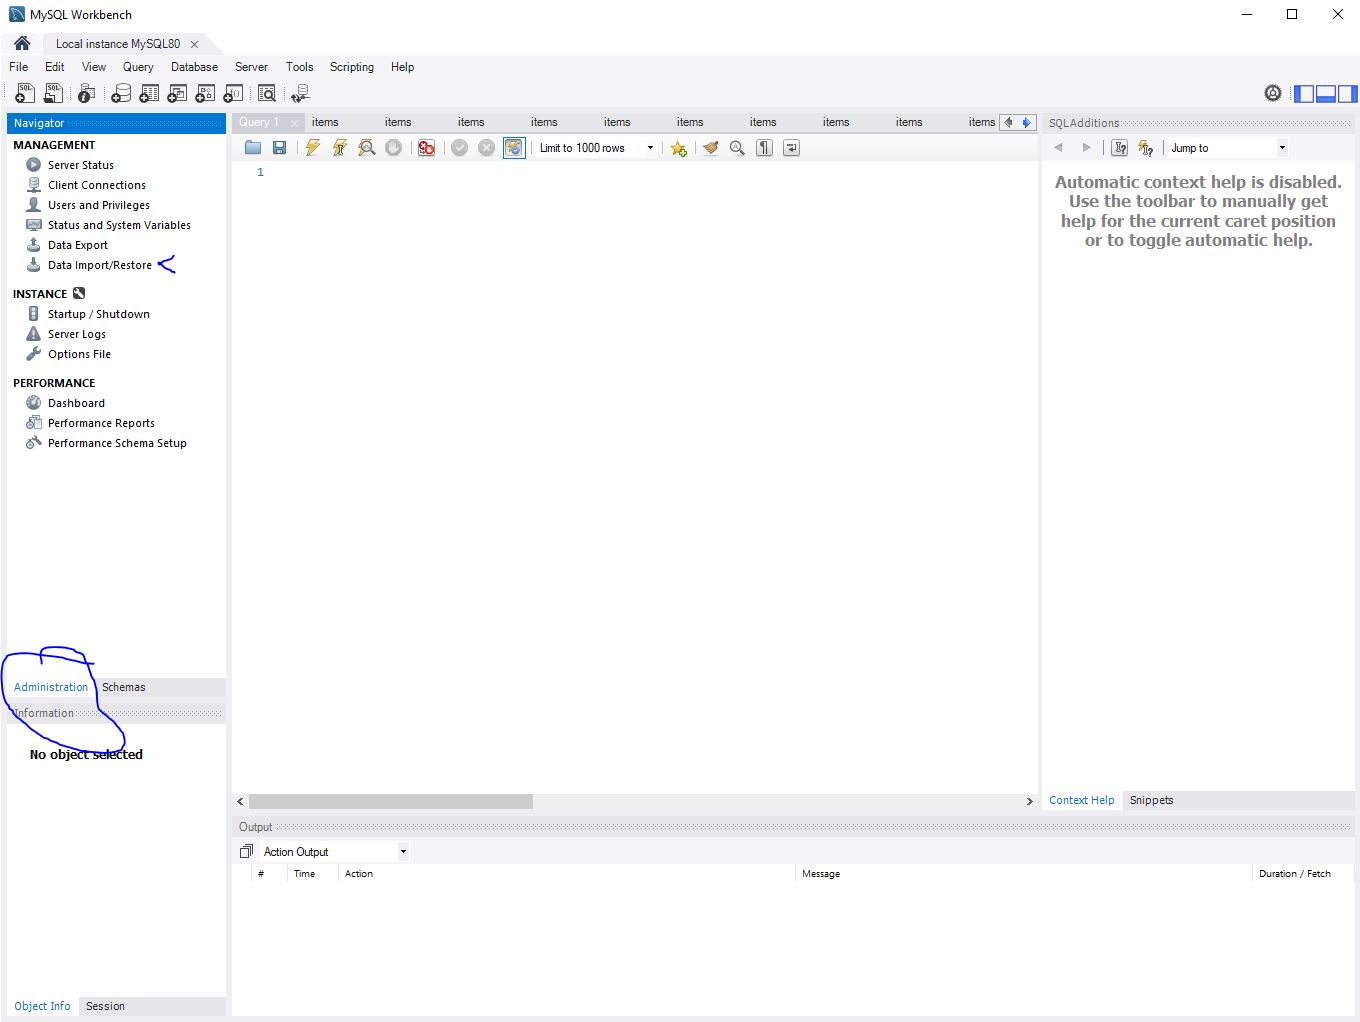 MySQL Workbench
Local instance MySQL80
File Edit View Query Database Server Tools Scripting Help
Navigator
MANAGEMENT
Server Status
Client Connections
Users and Privileges
Status and System Variables
Data Export
Data Import/Restore
INSTANCE
Startup / Shutdown
Server Logs
Options File
PERFORMANCE
Dashboard
Performance Reports
Performance Schema Setup
Administration Schemas
Information
No object selected
Object Info Session
Query 1 items items items items items items items items items items
Limit to 1000 rows
1
SQLAdditions
Jump to
Automatic context help is disabled.
Use the toolbar to manually get
help for the current caret position
or to toggle automatic help.
Context Help Snippets
Output
Action Output
# Time Action Message Duration / Fetch